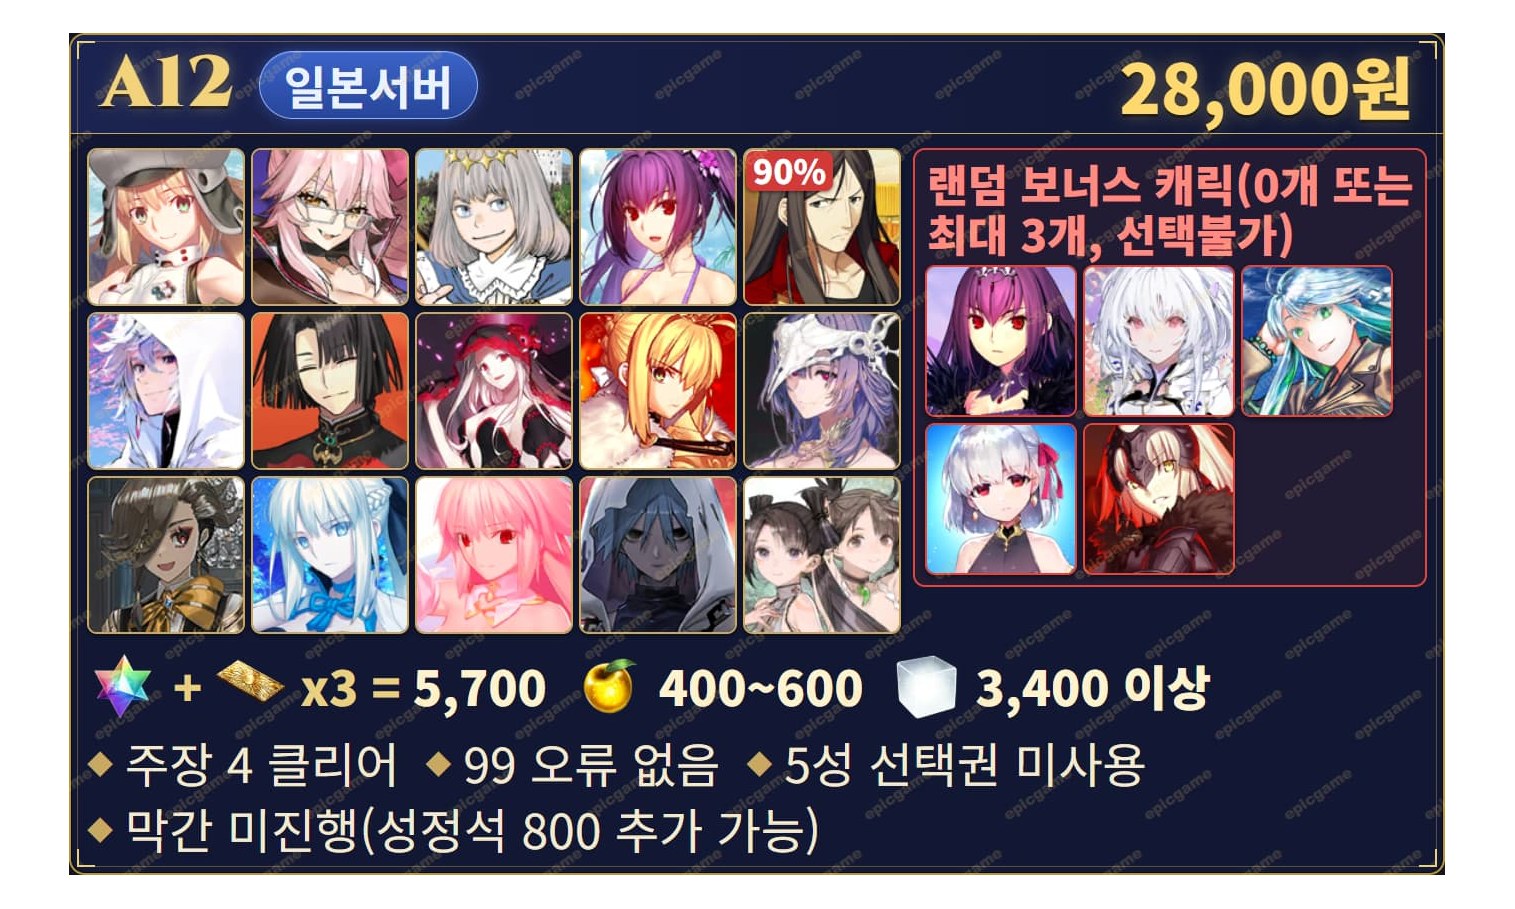 A12 일본서버 28,000원
90%
랜덤 보너스 캐릭(0개 또는
최대 3개, 선택불가)
+ x3 = 5,700 400~600 3,400 이상
◆ 주장 4 클리어 ◆ 99 오류 없음 ◆ 5성 선택권 미사용
◆ 막간 미진행(성정석 800 추가 가능)
epicgame